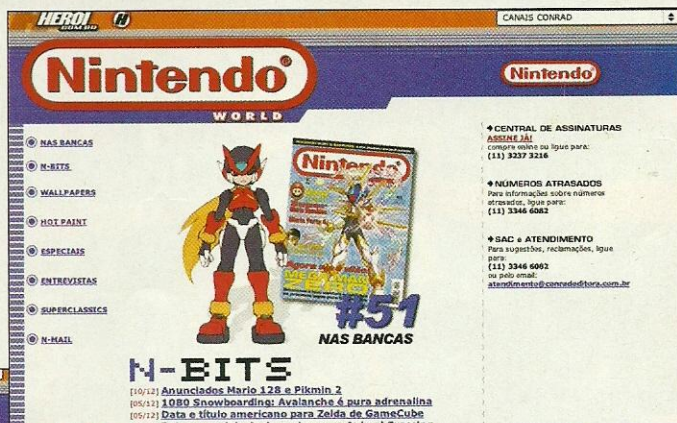 HEROI
.COM.BR
CANAIS CONRAD
Nintendo®
WORLD
Nintendo®
NAS BANCAS
N-BITS
WALLPAPERS
HOT PAINT
ESPECIAIS
ENTREVISTAS
SUPERCLASSICS
N-MAIL
Nintendo
ZERO
#51
NAS BANCAS
CENTRAL DE ASSINATURAS
ASSINE JÁ!
compre online ou ligue para:
(11) 3237 3216
NÚMEROS ATRASADOS
Para informações sobre números
atrasados, ligue para:
(11) 3346 6082
SAC e ATENDIMENTO
Para sugestões, reclamações, ligue
para:
(11) 3346 6082
ou pelo email:
atendimento@conradeditora.com.br
N-BITS
[10/12] Anunciados Mario 128 e Pikmin 2
[05/12] 1080 Snowboarding: Avalanche é pura adrenalina
[05/12] Data e título americano para Zelda de GameCube